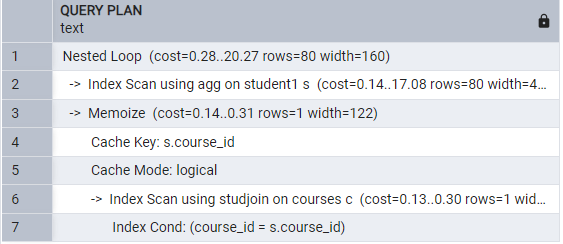 QUERY PLAN
text
1 Nested Loop (cost=0.28..20.27 rows=80 width=160)
2 -> Index Scan using agg on student1 s (cost=0.14..17.08 rows=80 width=4...
3 -> Memoize (cost=0.14..0.31 rows=1 width=122)
4 Cache Key: s.course_id
5 Cache Mode: logical
6 -> Index Scan using studjoin on courses c (cost=0.13..0.30 rows=1 wid...
7 Index Cond: (course_id = s.course_id)